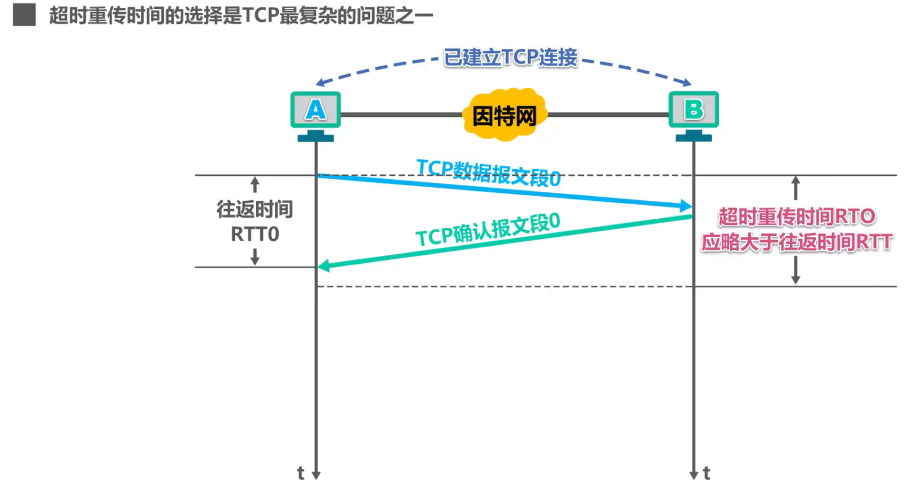 超时重传时间的选择是TCP最复杂的问题之一
已建立TCP连接
A
因特网
B
TCP数据报文段0
往返时间
RTT0
TCP确认报文段0
超时重传时间RTO
应略大于往返时间RTT
t
t